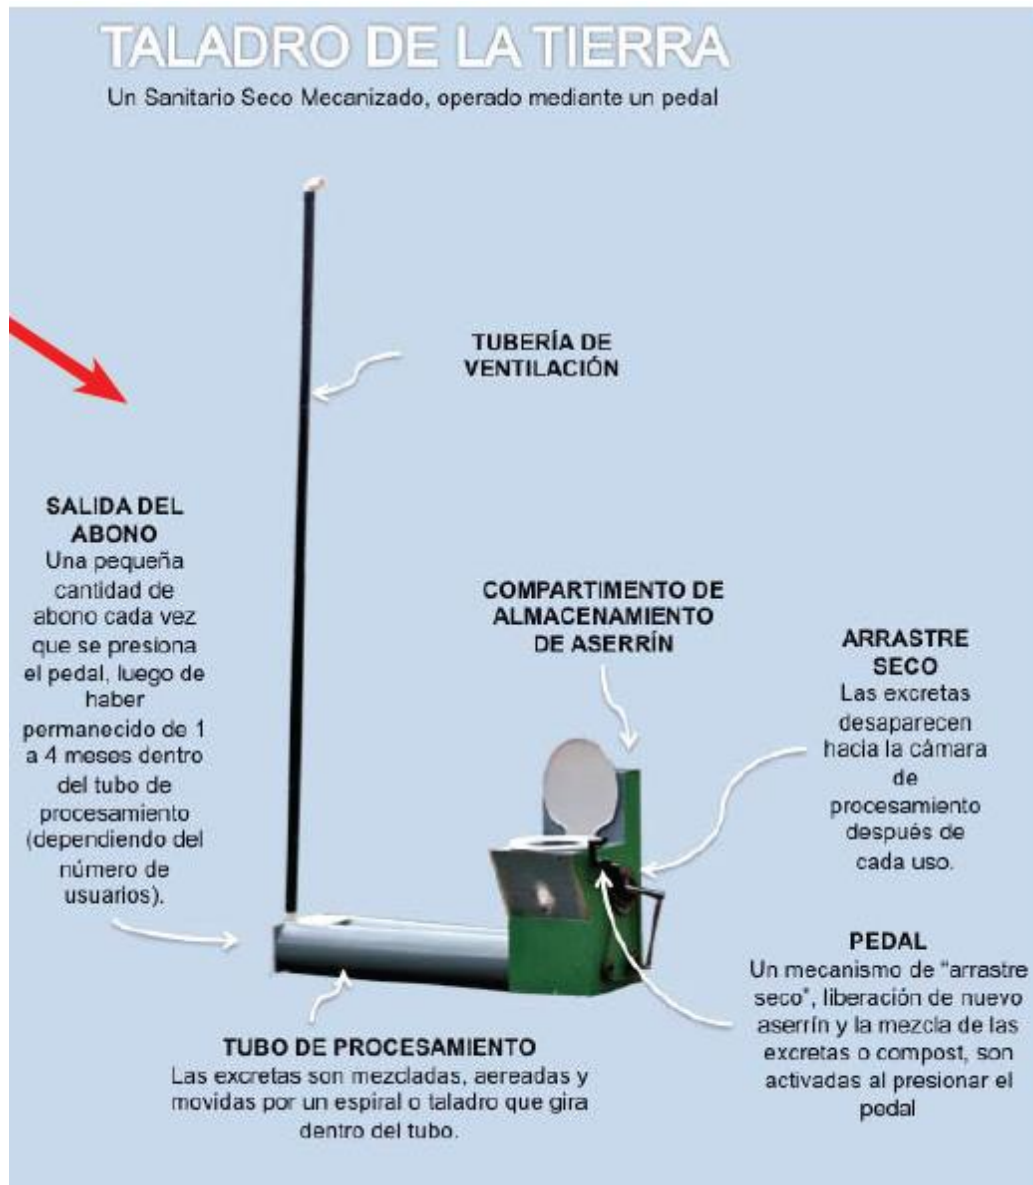 TALADRO DE LA TIERRA
Un Sanitario Seco Mecanizado, operado mediante un pedal
TUBERÍA DE
VENTILACIÓN
SALIDA DEL
ABONO
Una pequeña
cantidad de
abono cada vez
que se presiona
el pedal, luego de
haber
permanecido de 1
a 4 meses dentro
del tubo de
procesamiento
(dependiendo del
número de
usuarios).
COMPARTIMENTO DE
ALMACENAMIENTO
DE ASERRÍN
ARRASTRE
SECO
Las excretas
desaparecen
hacia la cámara
de
procesamiento
después de
cada uso.
PEDAL
Un mecanismo de “arrastre
seco”, liberación de nuevo
aserrín y la mezcla de las
excretas o compost, son
activadas al presionar el
pedal
TUBO DE PROCESAMIENTO
Las excretas son mezcladas, aereadas y
movidas por un espiral o taladro que gira
dentro del tubo.